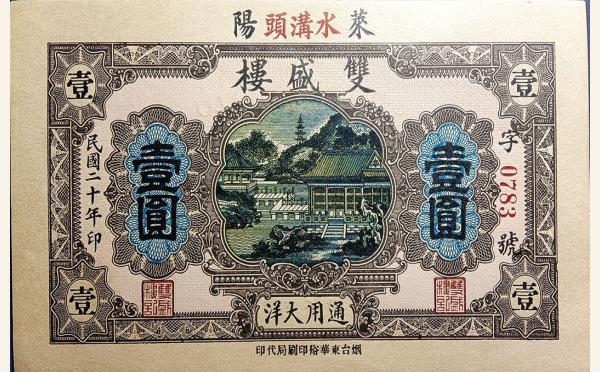 萊水溝頭陽
雙盛樓
壹
壹
字0783號
壹圓
壹圓
民國二十年印
壹
壹
通用大洋
烟台東華裕印刷局代印